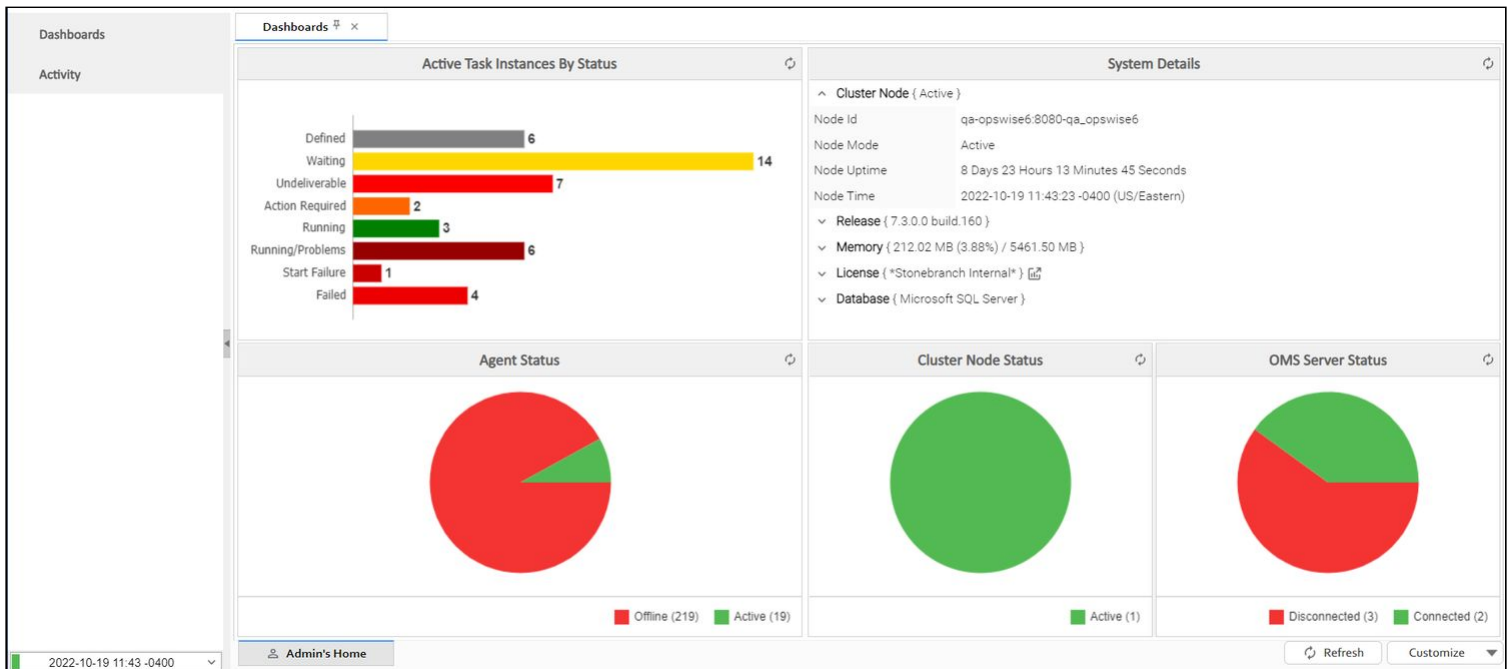 Dashboards
Activity
2022-10-19 11:43 -0400
Dashboards
Active Task Instances By Status
Defined 6
Waiting 14
Undeliverable 7
Action Required 2
Running 3
Running/Problems 6
Start Failure 1
Failed 4
System Details
Cluster Node { Active }
Node Id qa-opswise6:8080-qa_opswise6
Node Mode Active
Node Uptime 8 Days 23 Hours 13 Minutes 45 Seconds
Node Time 2022-10-19 11:43:23 -0400 (US/Eastern)
Release { 7.3.0.0 build.160 }
Memory { 212.02 MB (3.88%) / 5461.50 MB }
License { *Stonebranch Internal* }
Database { Microsoft SQL Server }
Agent Status
Offline (219) Active (19)
Cluster Node Status
Active (1)
OMS Server Status
Disconnected (3) Connected (2)
Admin's Home
Refresh
Customize